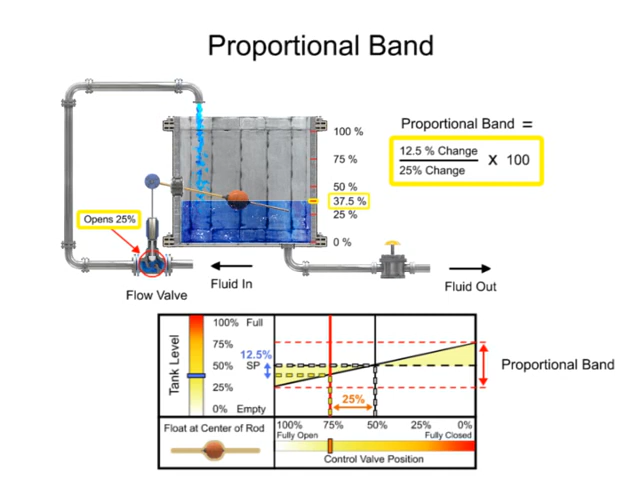 Proportional Band
Proportional Band =
12.5 % Change
25% Change
X 100
100 %
75 %
50 %
37.5 %
25 %
0 %
Opens 25%
Flow Valve
Fluid In
Fluid Out
Tank Level
100% Full
75%
50% SP
25%
0% Empty
12.5%
25%
Proportional Band
Float at Center of Rod
100% 75% 50% 25% 0%
Fully Open Fully Closed
Control Valve Position